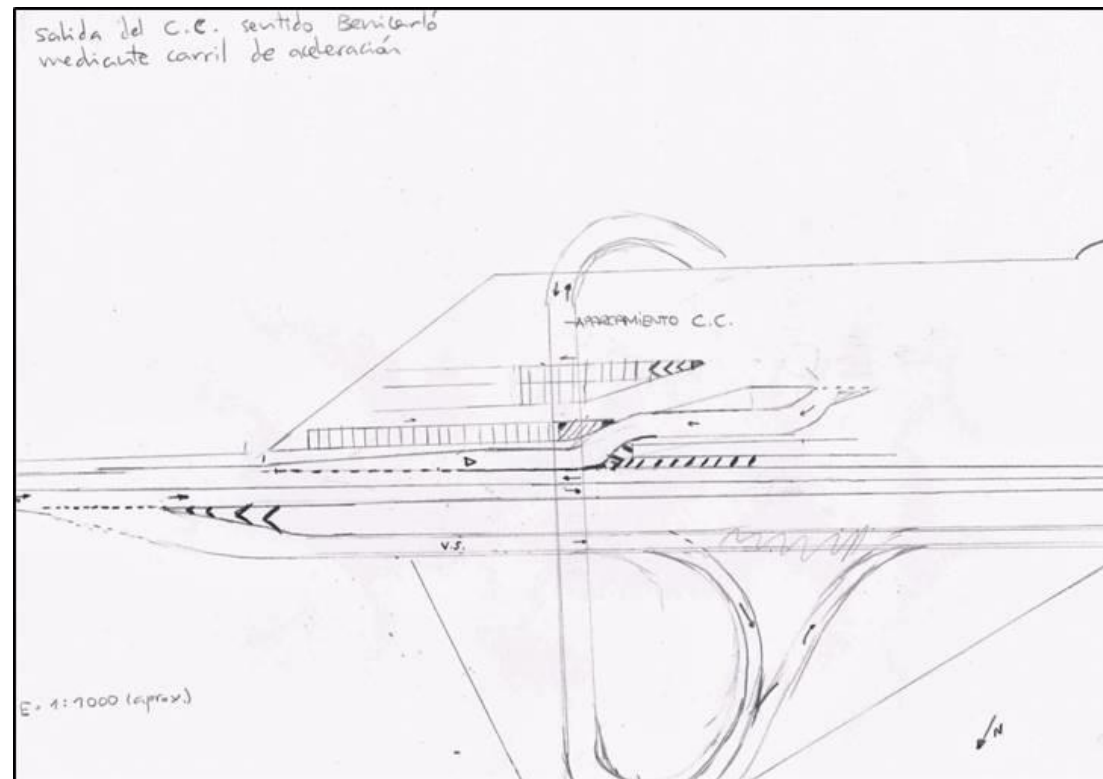 Salida del C.C. sentido Benicarló
mediante carril de aceleración
APARCAMIENTO C.C.
V.S.
E. 1:1000 (aprox.)
N